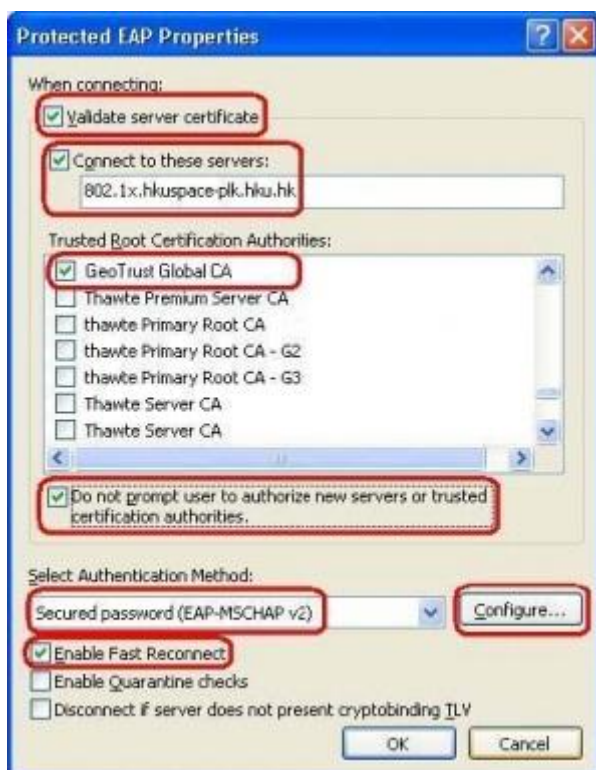 Protected EAP Properties
When connecting:
Validate server certificate
Connect to these servers:
802.1x.hkuspace-plk.hku.hk
Trusted Root Certification Authorities:
GeoTrust Global CA
Thawte Premium Server CA
thawte Primary Root CA
thawte Primary Root CA - G2
thawte Primary Root CA - G3
Thawte Server CA
Thawte Server CA
Do not prompt user to authorize new servers or trusted
certification authorities.
Select Authentication Method:
Secured password (EAP-MSCHAP v2)
Configure...
Enable Fast Reconnect
Enable Quarantine checks
Disconnect if server does not present cryptobinding TLV
OK
Cancel